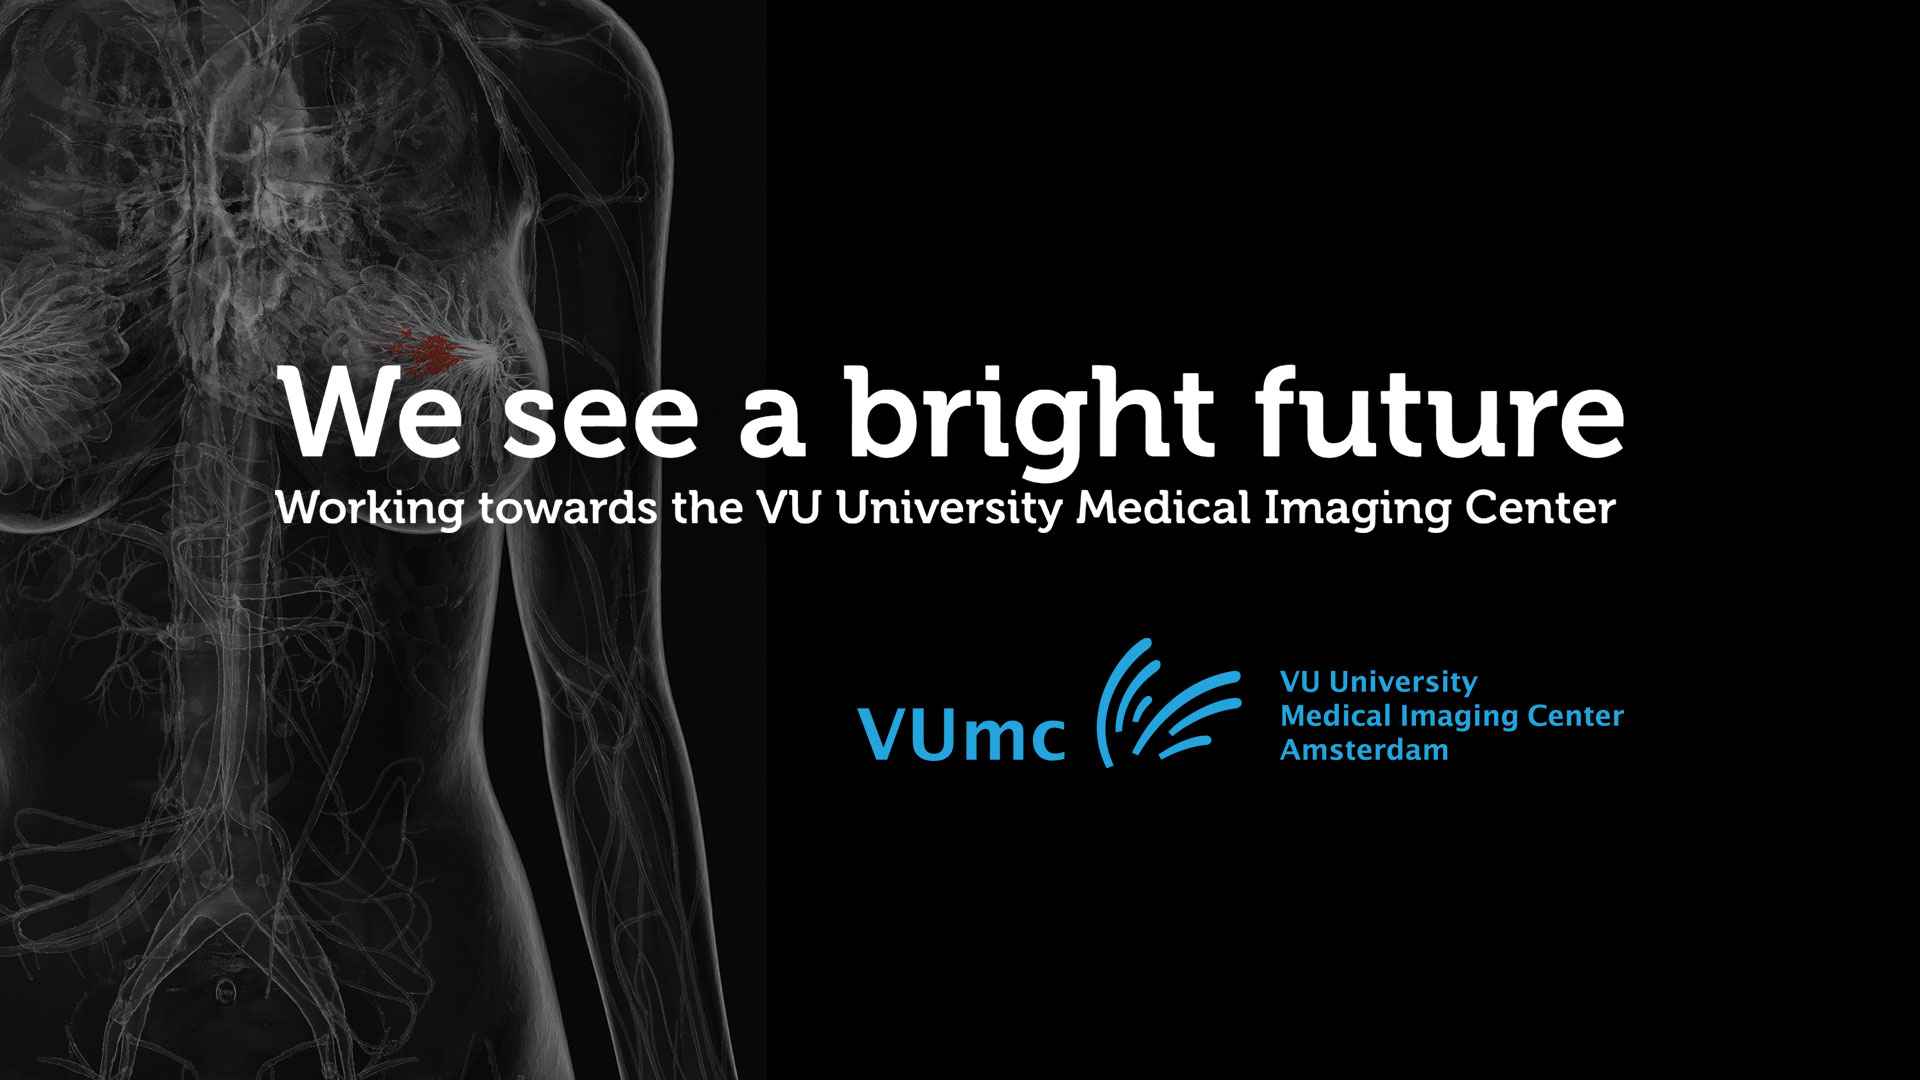 We see a bright future
Working towards the VU University Medical Imaging Center
VUmc
VU University
Medical Imaging Center
Amsterdam